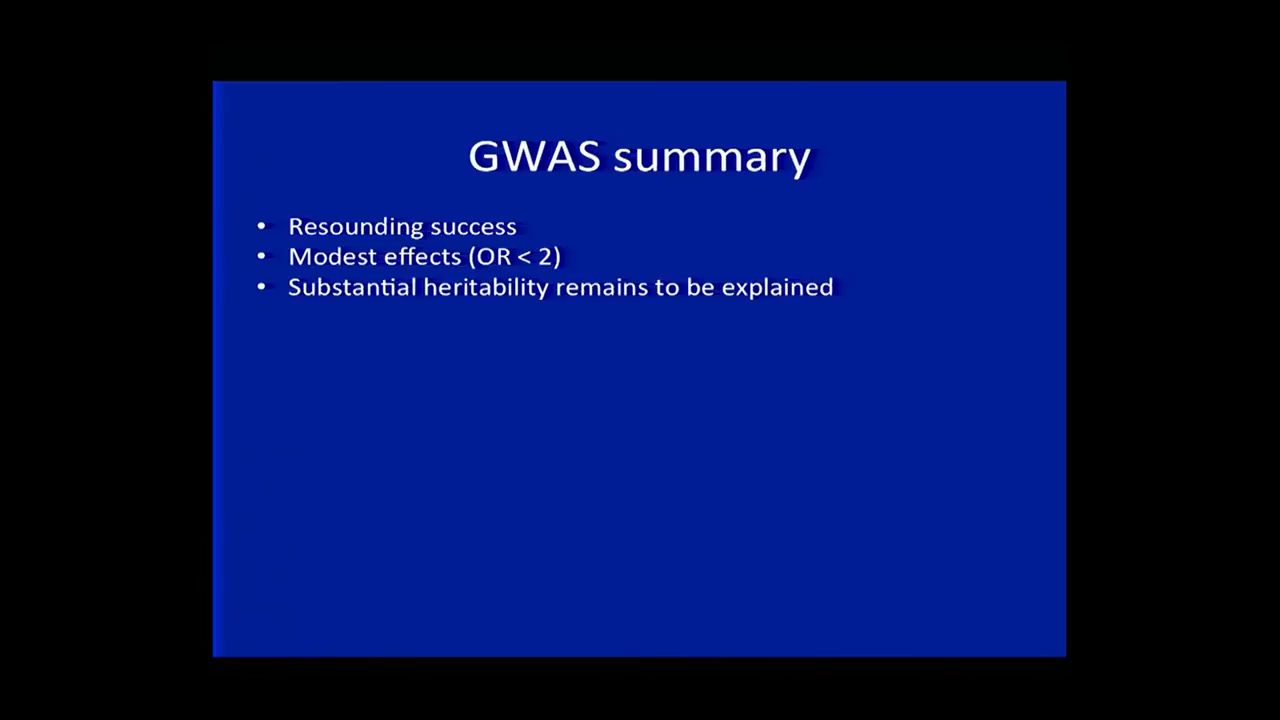 GWAS summary
• Resounding success
• Modest effects (OR < 2)
• Substantial heritability remains to be explained